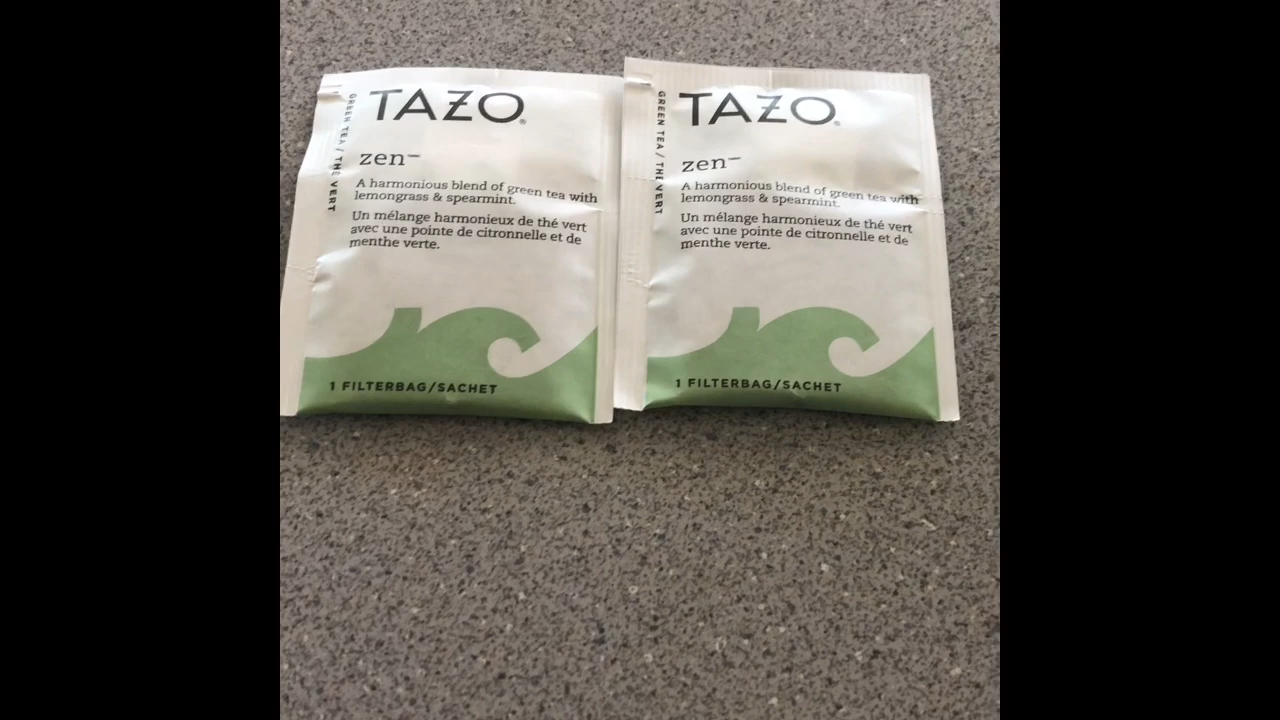 TAZO®
GREEN TEA / THÉ VERT
zen™
A harmonious blend of green tea with
lemongrass & spearmint.
Un mélange harmonieux de thé vert
avec une pointe de citronnelle et de
menthe verte.
1 FILTERBAG/SACHET
TAZO®
GREEN TEA / THÉ VERT
zen™
A harmonious blend of green tea with
lemongrass & spearmint.
Un mélange harmonieux de thé vert
avec une pointe de citronnelle et de
menthe verte.
1 FILTERBAG/SACHET